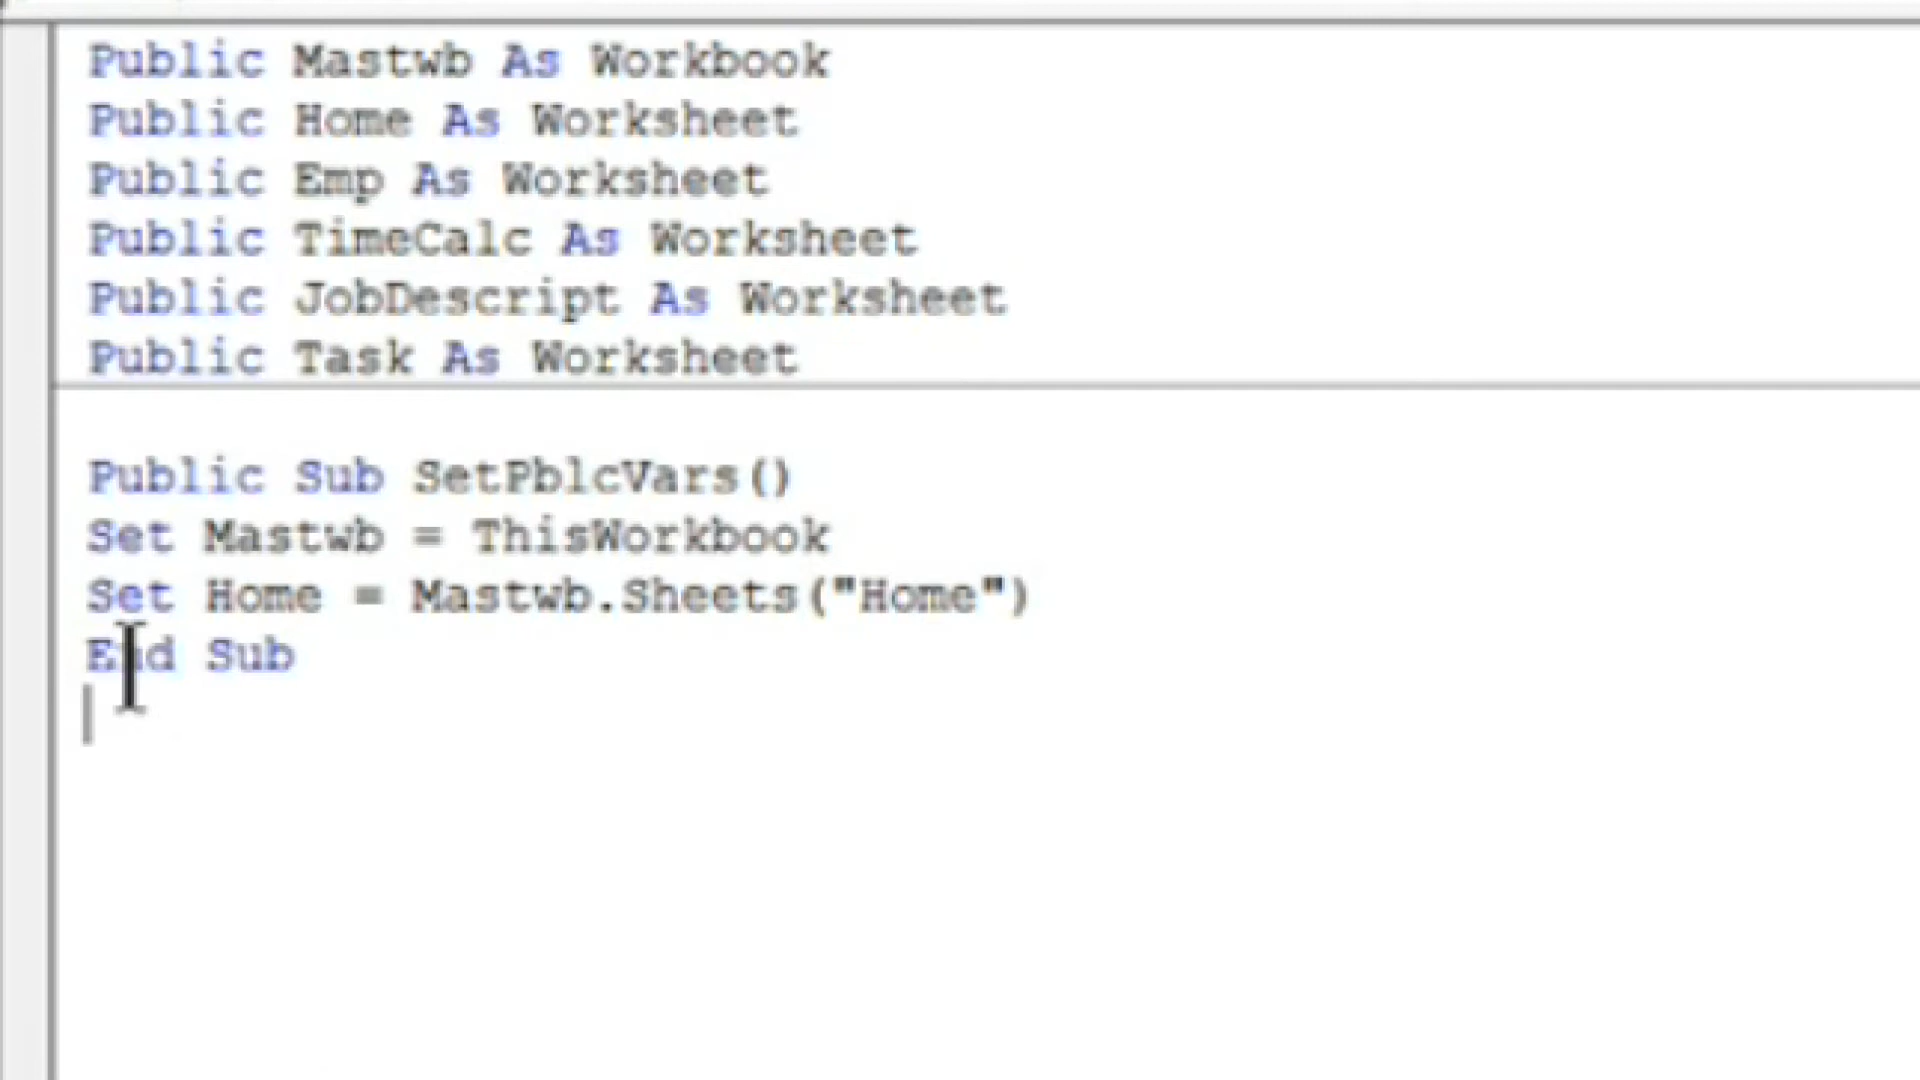 Public Mastwb As Workbook
Public Home As Worksheet
Public Emp As Worksheet
Public TimeCalc As Worksheet
Public JobDescript As Worksheet
Public Task As Worksheet
Public Sub SetPblcVars()
Set Mastwb = ThisWorkbook
Set Home = Mastwb.Sheets("Home")
End Sub